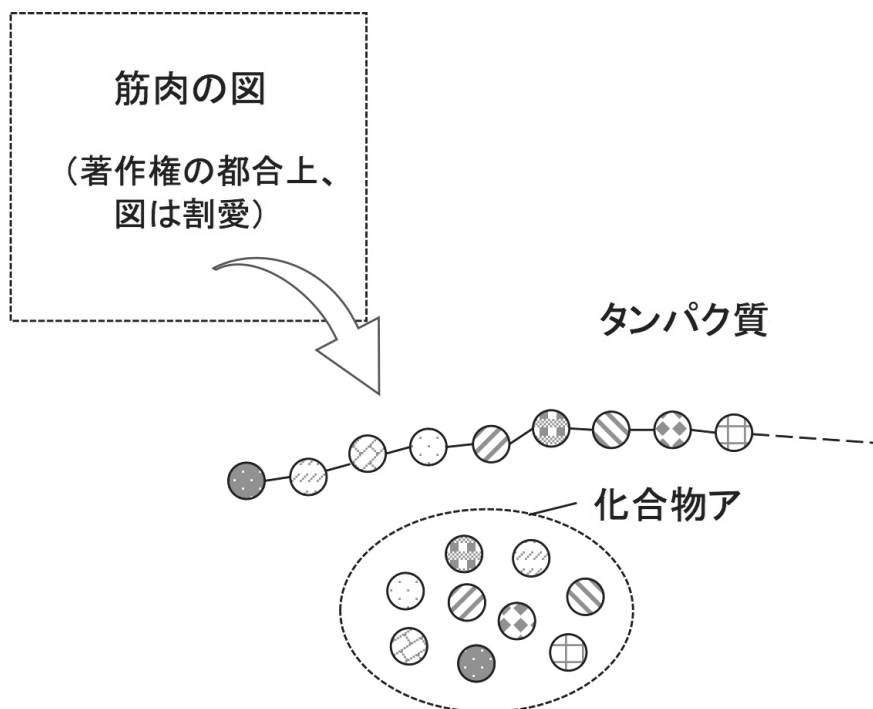 筋肉の図
（著作権の都合上、
図は割愛）
タンパク質
化合物ア